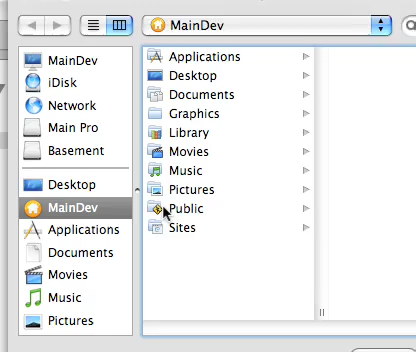 MainDev
MainDev
iDisk
Network
Main Pro
Basement
Desktop
MainDev
Applications
Documents
Movies
Music
Pictures
Applications
Desktop
Documents
Graphics
Library
Movies
Music
Pictures
Public
Sites